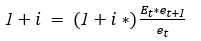 1 + i = (1 + i *) E_t*e_{t+1} / e_t